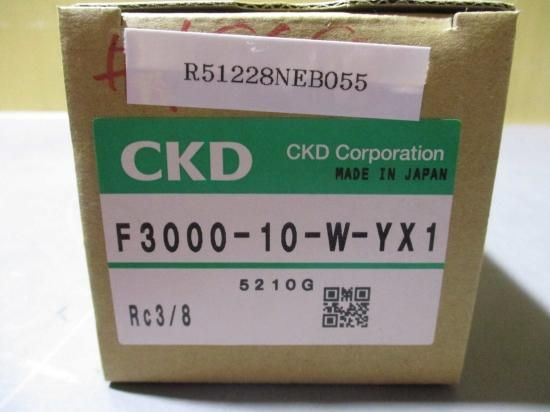 R51228NEB055
CKD
CKD Corporation
MADE IN JAPAN
F3000-10-W-YX1
5210G
Rc3/8